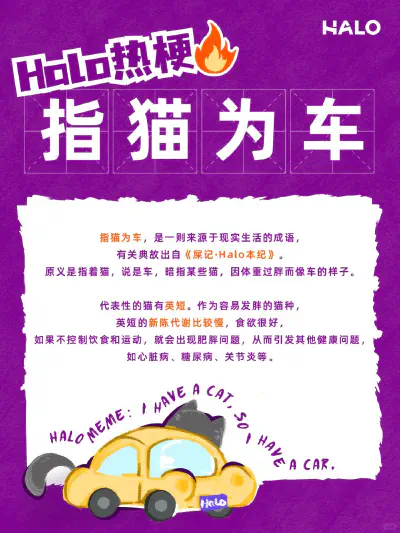 HALO
Halo热梗
指猫为车
指猫为车，是一则来源于现实生活的成语，
有关典故出自《屎记·Halo本纪》。
原义是指着猫，说是车，暗指某些猫，因体重过胖而像车的样子。
代表性的猫有英短。作为容易发胖的猫种，
英短的新陈代谢比较慢，食欲很好，
如果不控制饮食和运动，就会出现肥胖问题，从而引发其他健康问题，
如心脏病、糖尿病、关节炎等。
HALO MEME: I HAVE A CAT, SO I HAVE A CAR.
HaLo